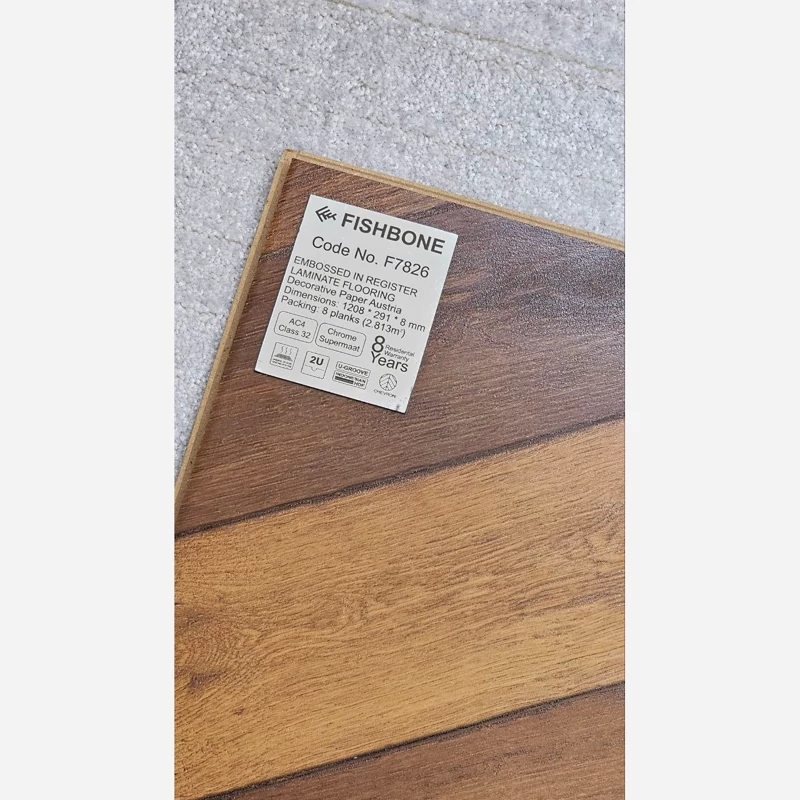 FISHBONE
Code No. F7826
EMBOSSED IN REGISTER
LAMINATE FLOORING
Decorative Paper Austria
Dimensions: 1208 * 291 * 8 mm
Packing: 8 planks (2.813m²)
AC4
Class 32
Chrome
Supermaat
8
Residential
Warranty
Years
2U
U-GROOVE
CHEVRON